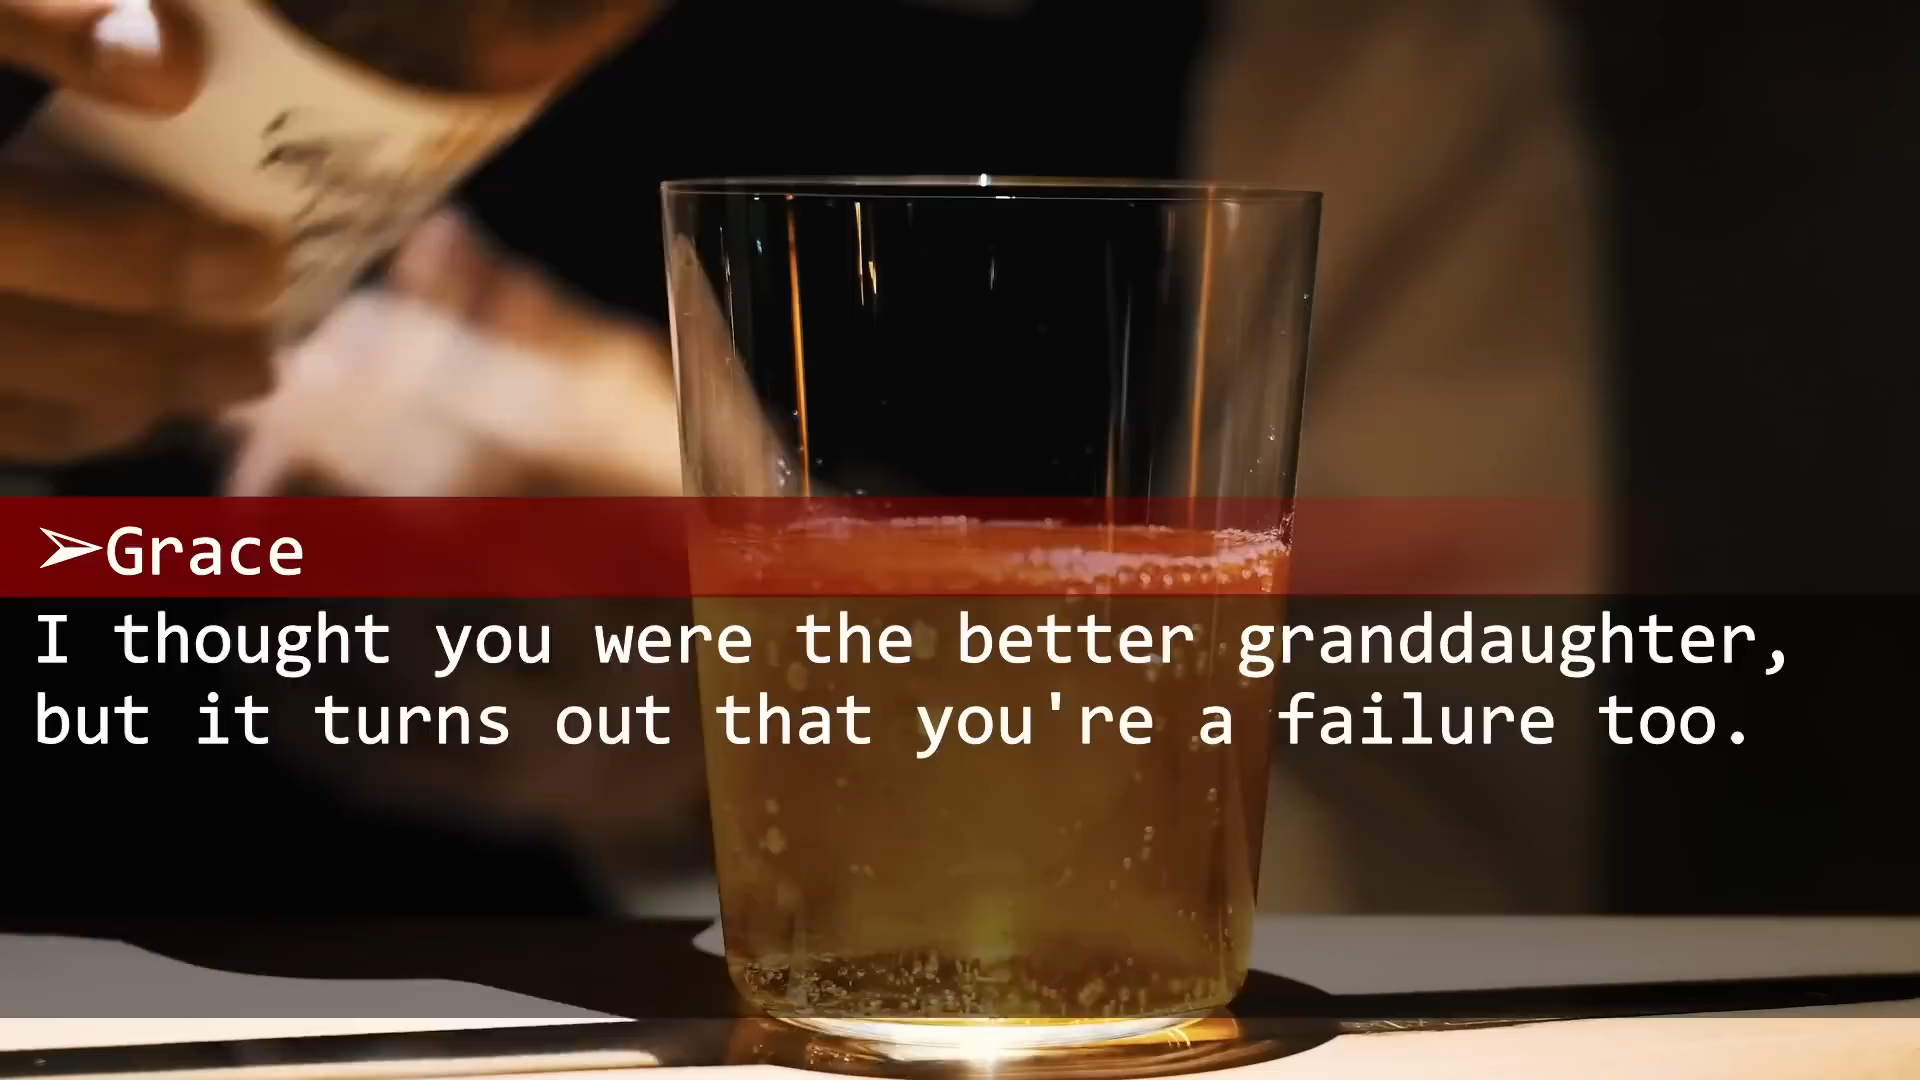 ➢Grace
I thought you were the better granddaughter,
but it turns out that you're a failure too.